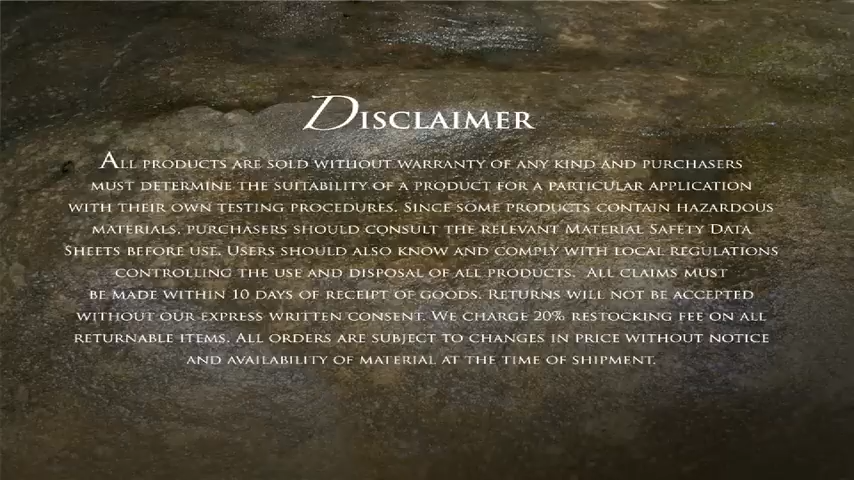 Disclaimer
All products are sold without warranty of any kind and purchasers
must determine the suitability of a product for a particular application
with their own testing procedures. Since some products contain hazardous
materials, purchasers should consult the relevant Material Safety Data
Sheets before use. Users should also know and comply with local regulations
controlling the use and disposal of all products. All claims must
be made within 10 days of receipt of goods. Returns will not be accepted
without our express written consent. We charge 20% restocking fee on all
returnable items. All orders are subject to changes in price without notice
and availability of material at the time of shipment.